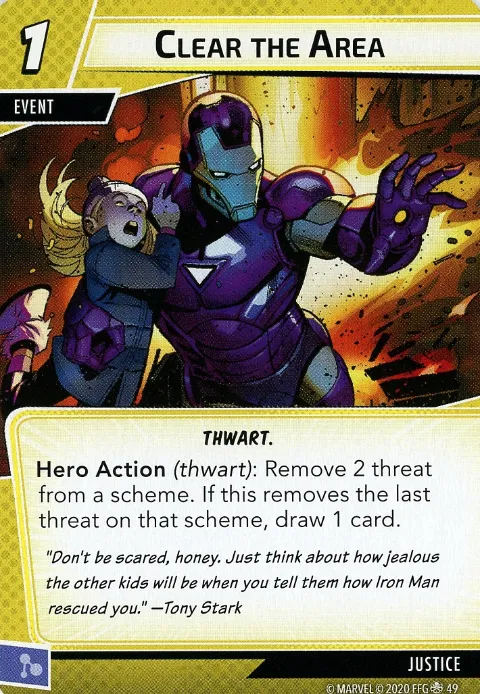 1
CLEAR THE AREA
EVENT
THWART.
Hero Action (thwart): Remove 2 threat
from a scheme. If this removes the last
threat on that scheme, draw 1 card.
"Don't be scared, honey. Just think about how jealous
the other kids will be when you tell them how Iron Man
rescued you." —Tony Stark
JUSTICE
© MARVEL © 2020 FFG 49